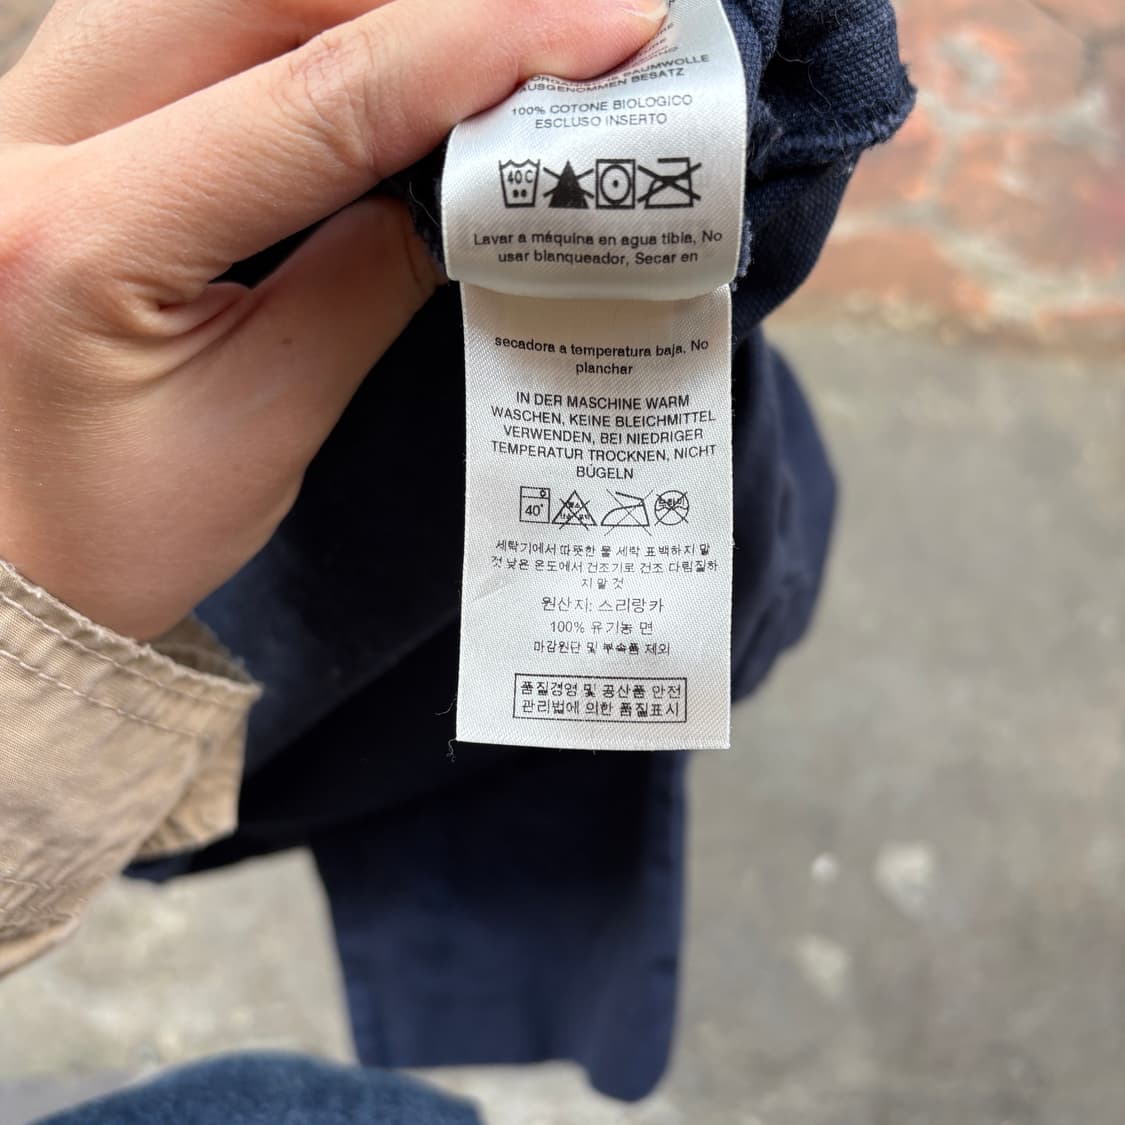 BAUMWOLLE
AUSGENOMMEN BESATZ
100% COTONE BIOLOGICO
ESCLUSO INSERTO
40 C
Lavar a máquina en agua tibia, No
usar blanqueador, Secar en
secadora a temperatura baja, No
planchar
IN DER MASCHINE WARM
WASCHEN, KEINE BLEICHMITTEL
VERWENDEN, BEI NIEDRIGER
TEMPERATUR TROCKNEN, NICHT
BÜGELN
40°
드라이
세탁기에서 따뜻한 물 세탁 표백하지 말
것 낮은 온도에서 건조기로 건조 다림질하
지 말 것
원산지: 스리랑카
100% 유기농 면
마감원단 및 부속품 제외
품질경영 및 공산품 안전
관리법에 의한 품질표시